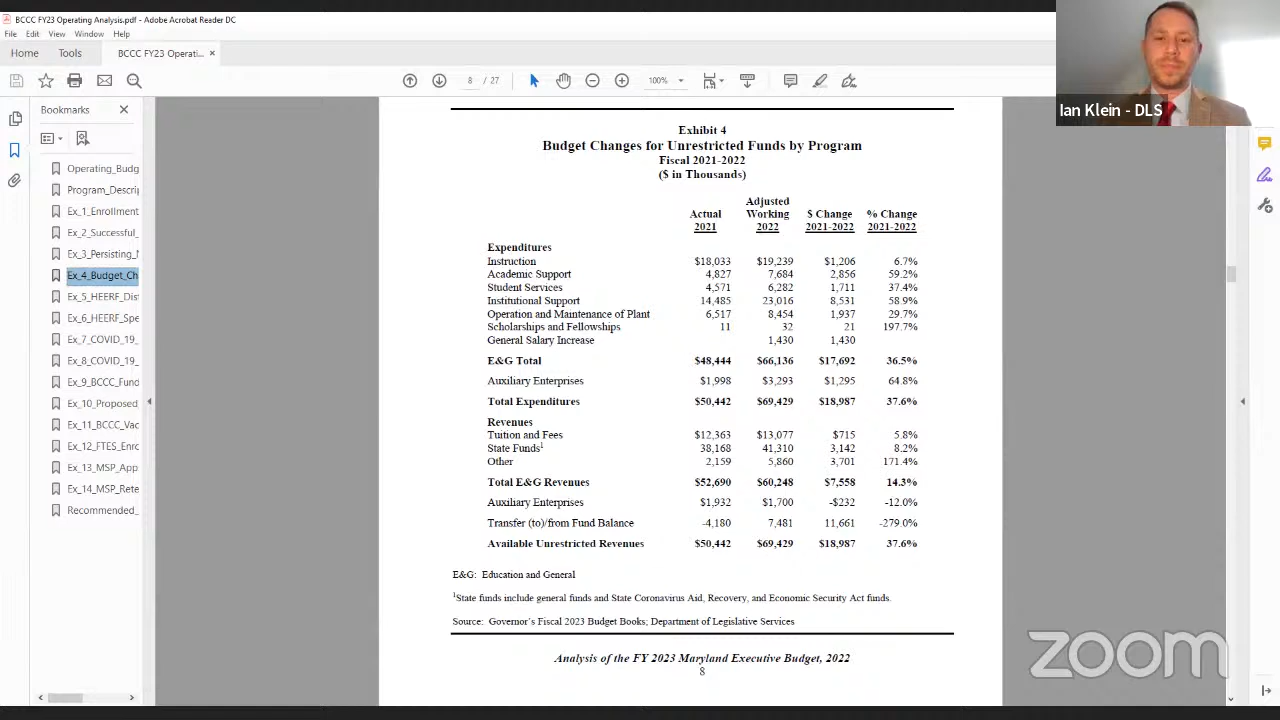 BCCC FY23 Operating Analysis.pdf - Adobe Acrobat Reader DC
File Edit View Window Help
Home Tools BCCC FY23 Operati... ×
8 / 27 100%
Ian Klein - DLS
Bookmarks
Operating_Budg
Program_Descri
Ex_1_Enrollment
Ex_2_Successful_
Ex_3_Persisting_N
Ex_4_Budget_Ch
Ex_5_HEERF_Dis
Ex_6_HEERF_Spe
Ex_7_COVID_19_
Ex_8_COVID_19_
Ex_9_BCCC_Fund
Ex_10_Proposed
Ex_11_BCCC_Vac
Ex_12_FTES_Enro
Ex_13_MSP_App
Ex_14_MSP_Rete
Recommended_
Exhibit 4
Budget Changes for Unrestricted Funds by Program
Fiscal 2021-2022
($ in Thousands)
Actual 2021 Adjusted Working 2022 $ Change 2021-2022 % Change 2021-2022
Expenditures
Instruction $18,033 $19,239 $1,206 6.7%
Academic Support 4,827 7,684 2,856 59.2%
Student Services 4,571 6,282 1,711 37.4%
Institutional Support 14,485 23,016 8,531 58.9%
Operation and Maintenance of Plant 6,517 8,454 1,937 29.7%
Scholarships and Fellowships 11 32 21 197.7%
General Salary Increase 1,430 1,430
E&G Total $48,444 $66,136 $17,692 36.5%
Auxiliary Enterprises $1,998 $3,293 $1,295 64.8%
Total Expenditures $50,442 $69,429 $18,987 37.6%
Revenues
Tuition and Fees $12,363 $13,077 $715 5.8%
State Funds1 38,168 41,310 3,142 8.2%
Other 2,159 5,860 3,701 171.4%
Total E&G Revenues $52,690 $60,248 $7,558 14.3%
Auxiliary Enterprises $1,932 $1,700 -$232 -12.0%
Transfer (to)/from Fund Balance -4,180 7,481 11,661 -279.0%
Available Unrestricted Revenues $50,442 $69,429 $18,987 37.6%
E&G: Education and General
1State funds include general funds and State Coronavirus Aid, Recovery, and Economic Security Act funds.
Source: Governor's Fiscal 2023 Budget Books; Department of Legislative Services
Analysis of the FY 2023 Maryland Executive Budget, 2022
8
zoom